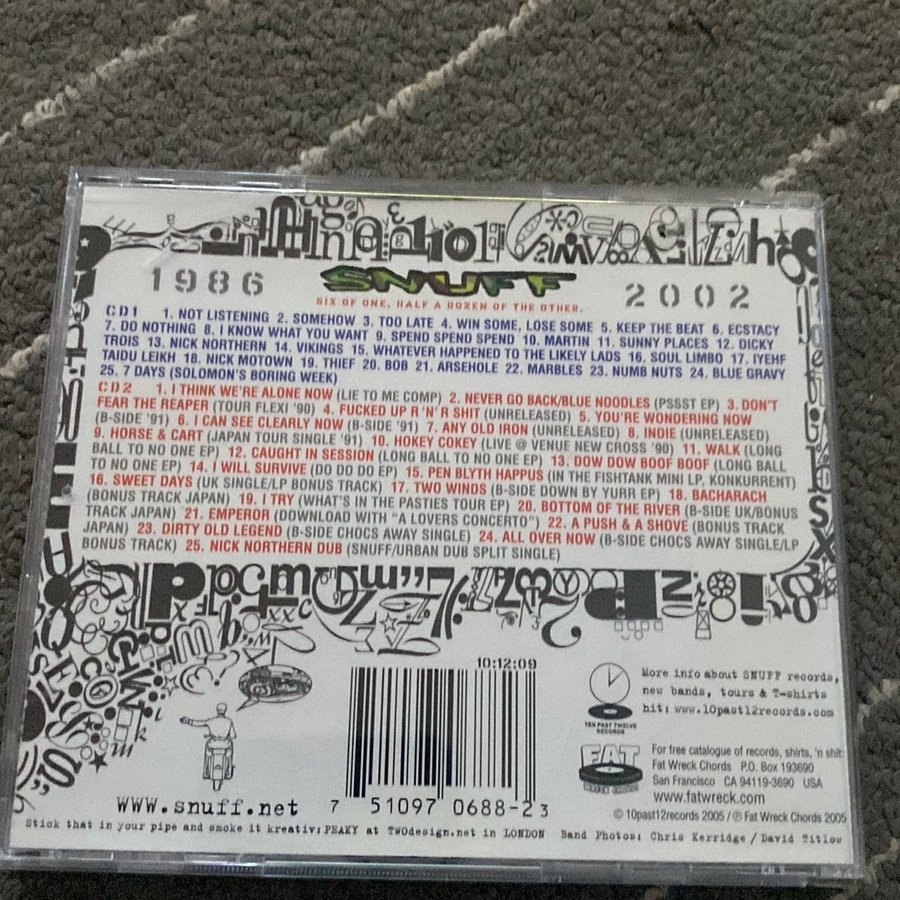 1986
SNUFF
2002
SIX OF ONE, HALF A DOZEN OF THE OTHER.
CD1 1. NOT LISTENING 2. SOMEHOW 3. TOO LATE 4. WIN SOME, LOSE SOME 5. KEEP THE BEAT 6. ECSTACY
7. DO NOTHING 8. I KNOW WHAT YOU WANT 9. SPEND SPEND SPEND 10. MARTIN 11. SUNNY PLACES 12. DICKY
TROIS 13. NICK NORTHERN 14. VIKINGS 15. WHATEVER HAPPENED TO THE LIKELY LADS 16. SOUL LIMBO 17. IYEHF
TAIDU LEIKH 18. NICK MOTOWN 19. THIEF 20. BOB 21. ARSEHOLE 22. MARBLES 23. NUMB NUTS 24. BLUE GRAVY
25. 7 DAYS (SOLOMON'S BORING WEEK)
CD2 1. I THINK WE'RE ALONE NOW (LIE TO ME COMP) 2. NEVER GO BACK/BLUE NOODLES (PSSST EP) 3. DON'T
FEAR THE REAPER (TOUR FLEXI '90) 4. FUCKED UP R 'N' R SHIT (UNRELEASED) 5. YOU'RE WONDERING NOW
(B-SIDE '91) 6. I CAN SEE CLEARLY NOW (B-SIDE '91) 7. ANY OLD IRON (UNRELEASED) 8. INDIE (UNRELEASED)
9. HORSE & CART (JAPAN TOUR SINGLE '91) 10. HOKEY COKEY (LIVE @ VENUE NEW CROSS '90) 11. WALK (LONG
BALL TO NO ONE EP) 12. CAUGHT IN SESSION (LONG BALL TO NO ONE EP) 13. DOW DOW BOOF BOOF (LONG BALL
TO NO ONE EP) 14. I WILL SURVIVE (DO DO DO EP) 15. PEN BLYTH HAPPUS (IN THE FISHTANK MINI LP, KONKURRENT)
16. SWEET DAYS (UK SINGLE/LP BONUS TRACK) 17. TWO WINDS (B-SIDE DOWN BY YURR EP) 18. BACHARACH
(BONUS TRACK JAPAN) 19. I TRY (WHAT'S IN THE PASTIES TOUR EP) 20. BOTTOM OF THE RIVER (B-SIDE UK/BONUS
TRACK JAPAN) 21. EMPEROR (DOWNLOAD WITH "A LOVERS CONCERTO") 22. A PUSH & A SHOVE (BONUS TRACK
JAPAN) 23. DIRTY OLD LEGEND (B-SIDE CHOCS AWAY SINGLE) 24. ALL OVER NOW (B-SIDE CHOCS AWAY SINGLE/LP
BONUS TRACK) 25. NICK NORTHERN DUB (SNUFF/URBAN DUB SPLIT SINGLE)
10:12:09
7 51097 0688-2 3
TEN PAST TWELVE
RECORDS
More info about SNUFF records,
new bands, tours & T-shirts
hit: www.10past12records.com
FAT
WRECK CHORDS
For free catalogue of records, shirts, 'n shit:
Fat Wreck Chords P.O. Box 193690
San Francisco CA 94119-3690 USA
www.fatwreck.com
www.snuff.net
© 10past12records 2005 / ℗ Fat Wreck Chords 2005
Stick that in your pipe and smoke it kreativ: PEAKY at TwOdesign.net in LONDON Band Photos: Chris Kerridge / David Titlow